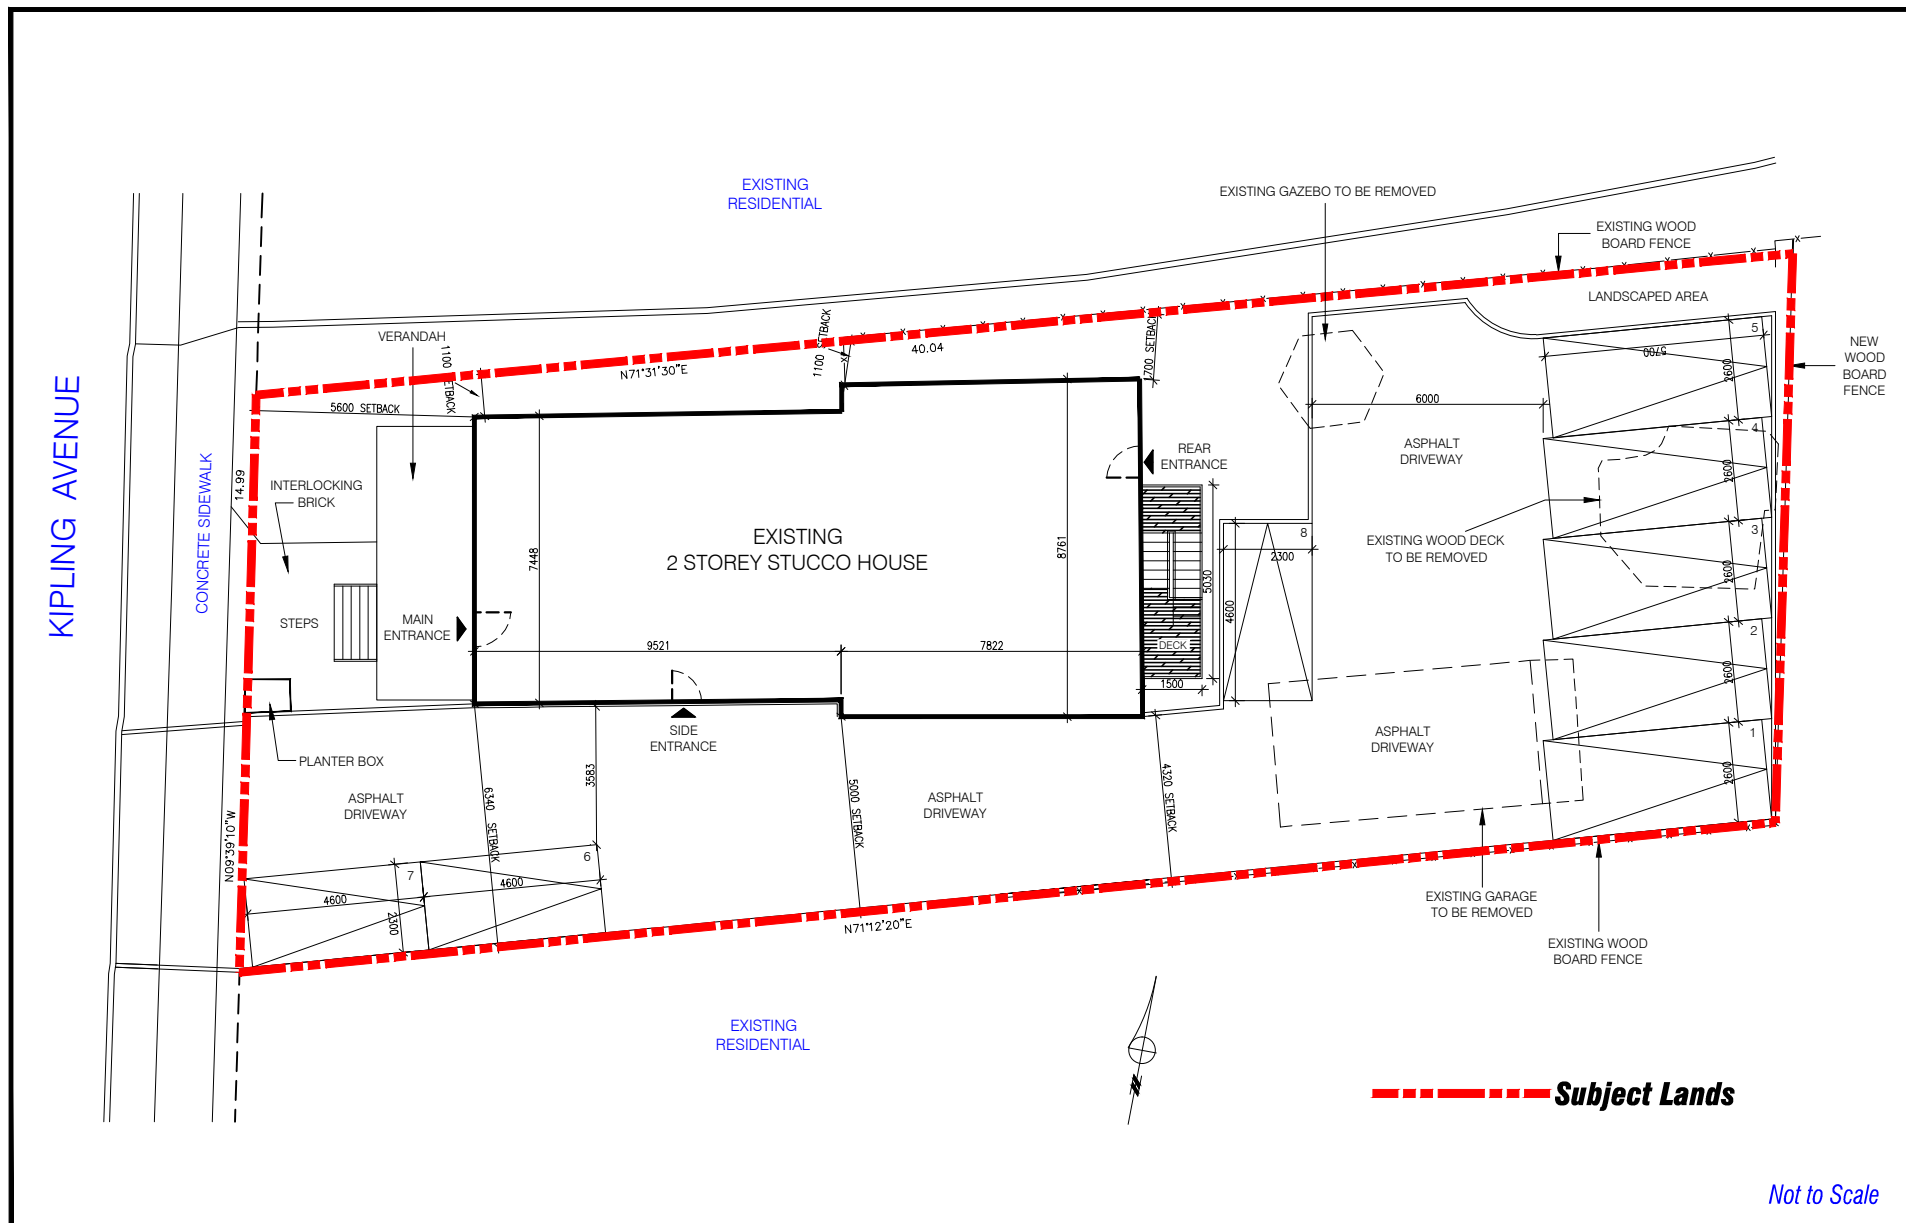 EXISTING
RESIDENTIAL
EXISTING GAZEBO TO BE REMOVED
EXISTING WOOD
BOARD FENCE
LANDSCAPED AREA
VERANDAH
1100 SETBACK
1100 SETBACK
40.04
1700 SETBACK
N71°31'30"E
5600 SETBACK
5
5700
2600
NEW
WOOD
BOARD
FENCE
6000
KIPLING AVENUE
CONCRETE SIDEWALK
14.99
INTERLOCKING
BRICK
ASPHALT
DRIVEWAY
4
2600
REAR
ENTRANCE
EXISTING
2 STOREY STUCCO HOUSE
7448
8761
EXISTING WOOD DECK
TO BE REMOVED
8
2300
4600
5030
3
2600
STEPS
MAIN
ENTRANCE
9521
7822
DECK
1500
2
2600
SIDE
ENTRANCE
PLANTER BOX
ASPHALT
DRIVEWAY
1
2600
ASPHALT
DRIVEWAY
3583
6340 SETBACK
5000 SETBACK
ASPHALT
DRIVEWAY
4320 SETBACK
N09°39'10"W
7
6
4600
4600
2300
N71°12'20"E
EXISTING GARAGE
TO BE REMOVED
EXISTING WOOD
BOARD FENCE
EXISTING
RESIDENTIAL
N
Subject Lands
Not to Scale